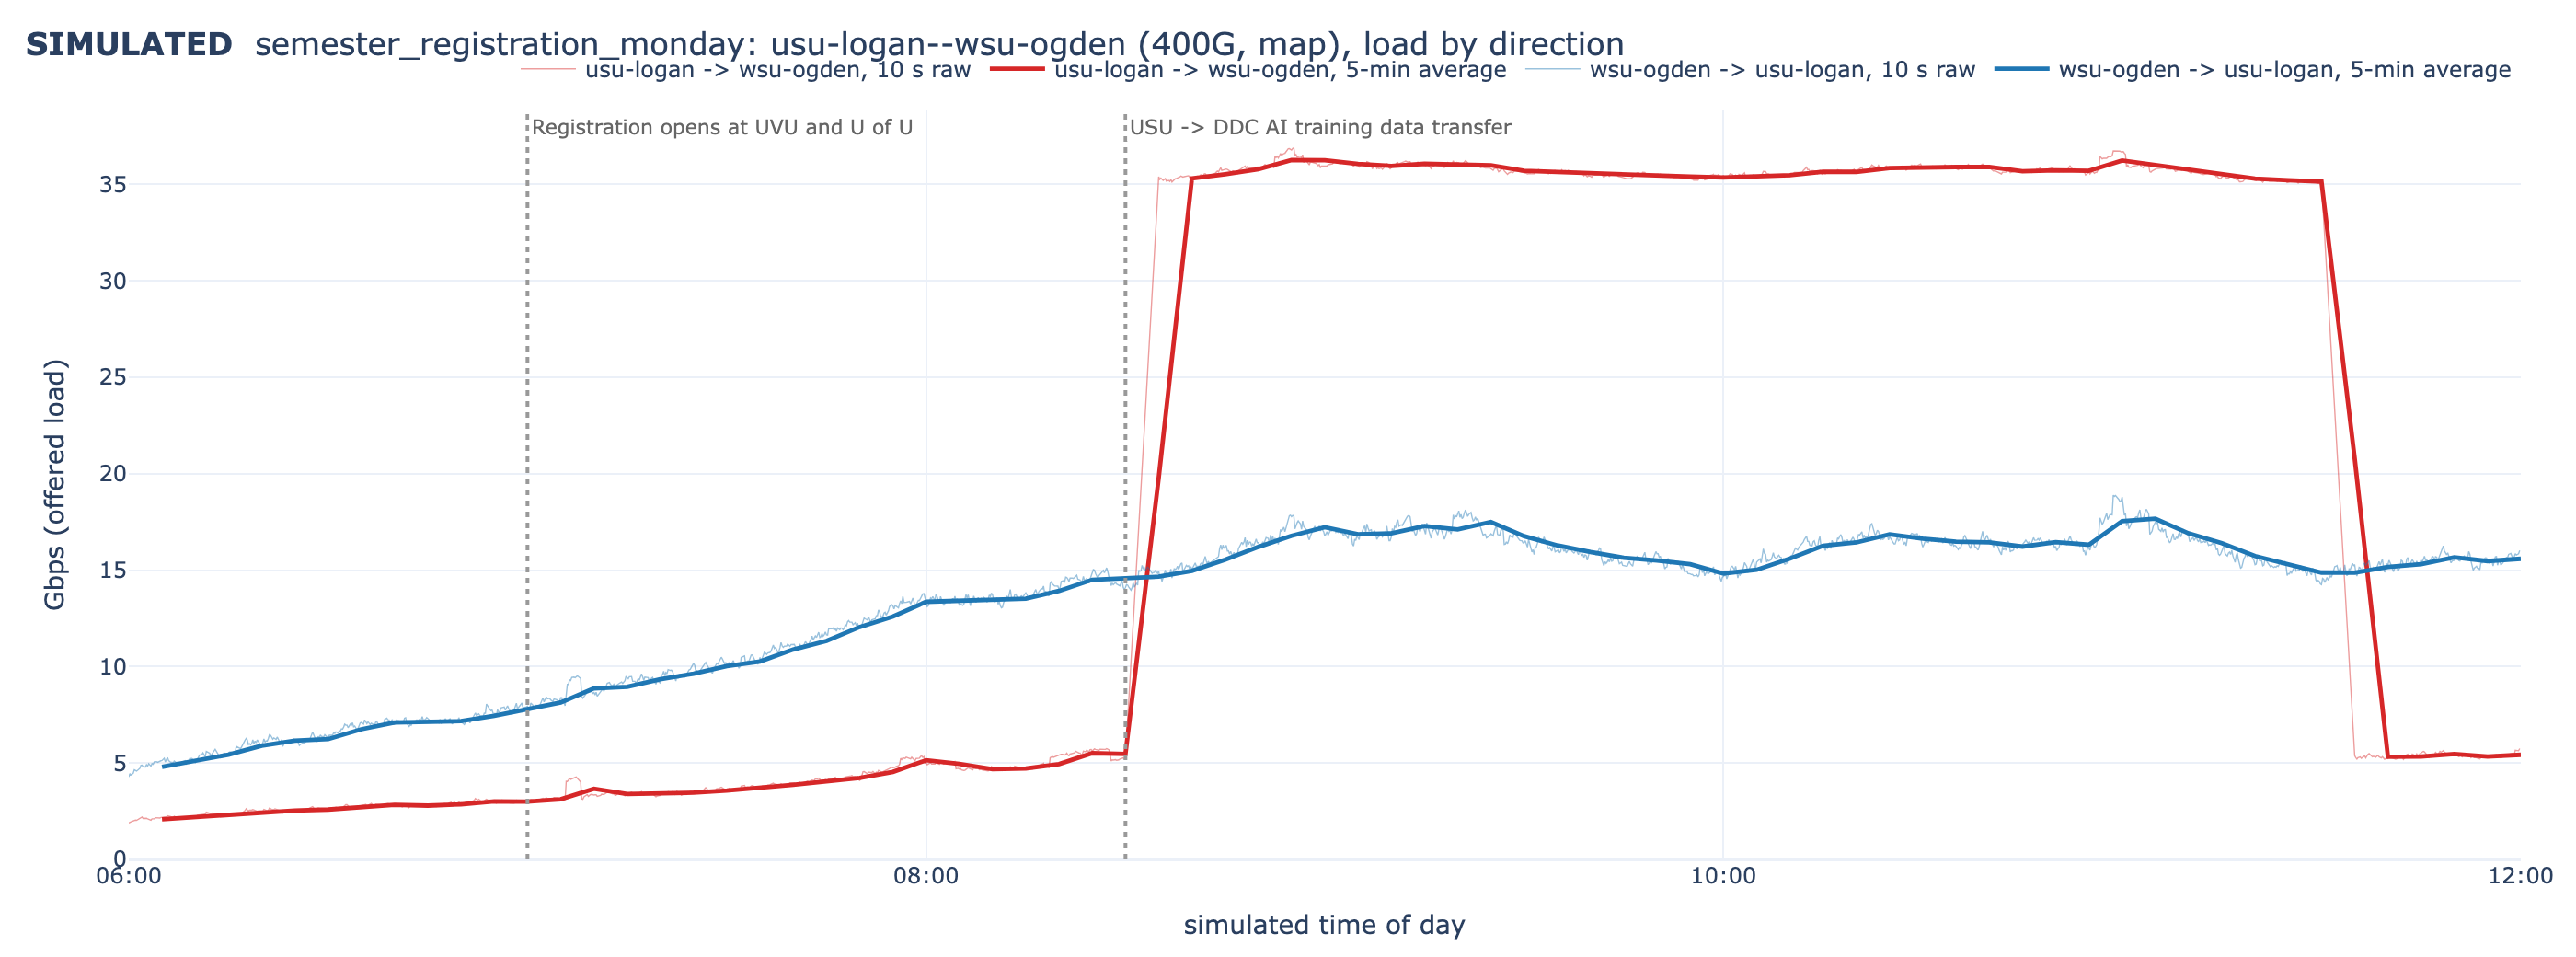 SIMULATED semester_registration_monday: usu-logan--wsu-ogden (400G, map), load by direction
usu-logan -> wsu-ogden, 10 s raw
usu-logan -> wsu-ogden, 5-min average
wsu-ogden -> usu-logan, 10 s raw
wsu-ogden -> usu-logan, 5-min average
Registration opens at UVU and U of U
USU -> DDC AI training data transfer
Gbps (offered load)
35
30
25
20
15
10
5
0
06:00
08:00
10:00
12:00
simulated time of day